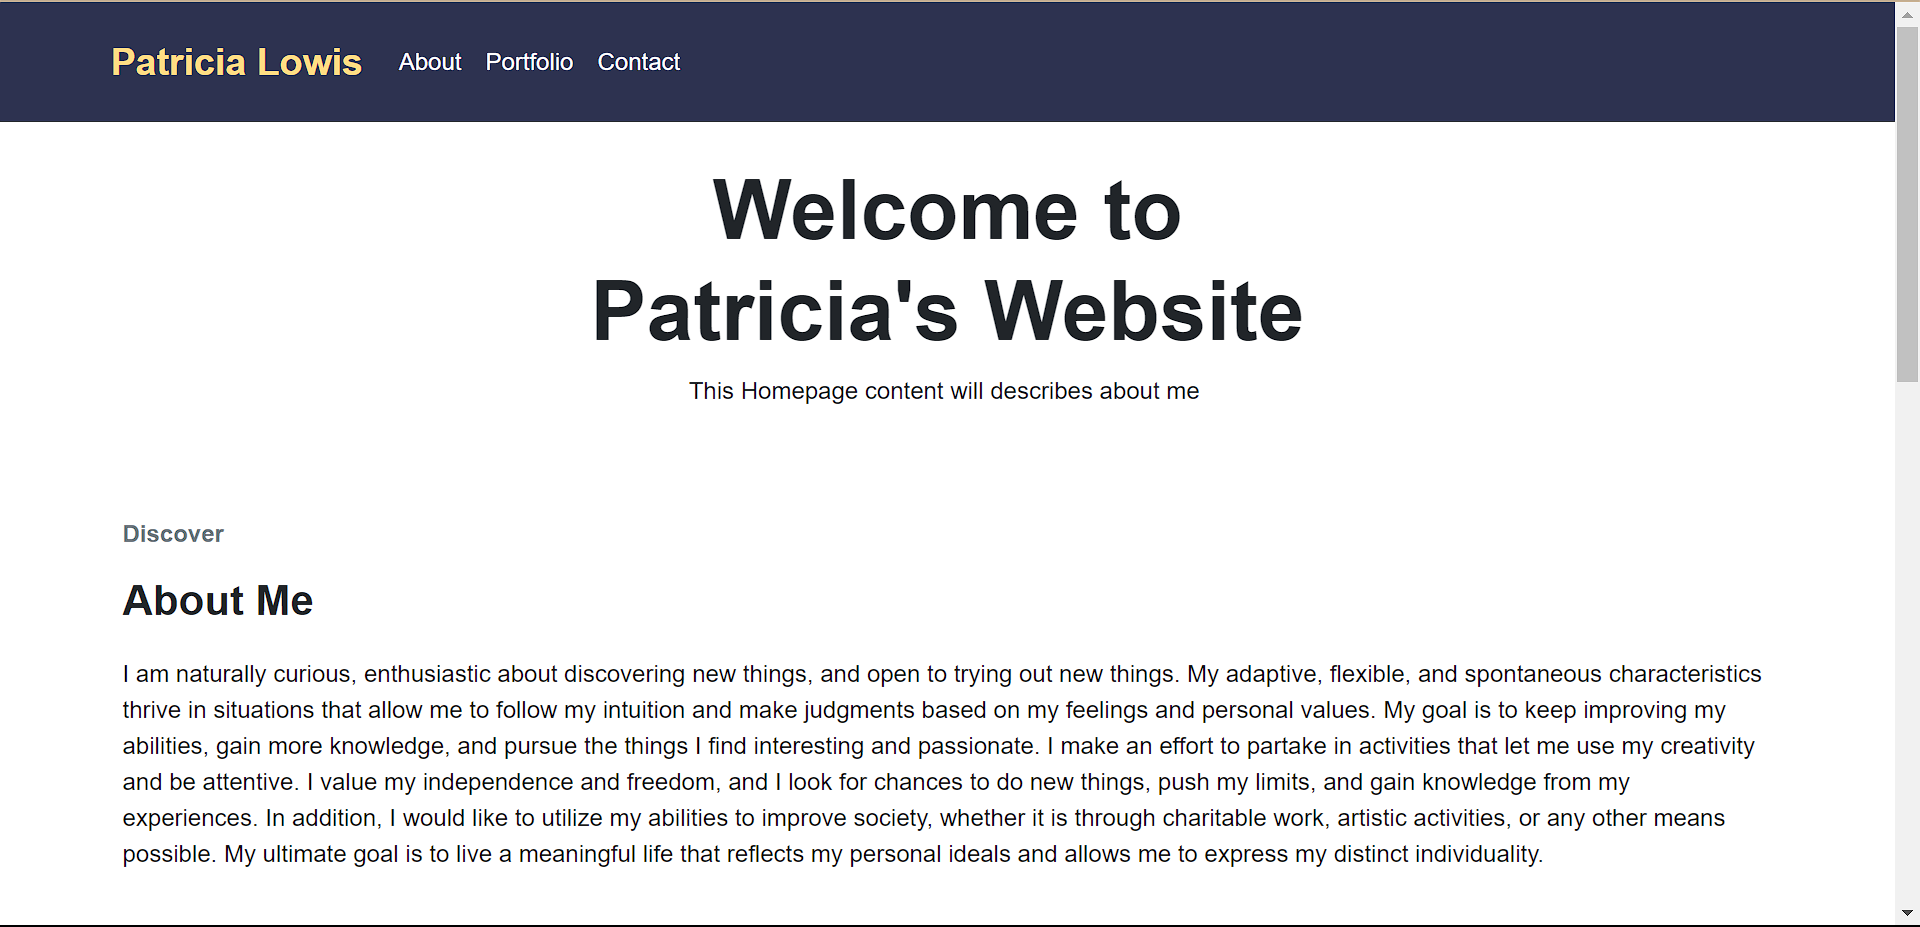 Patricia Lowis About Portfolio Contact
Welcome to
Patricia's Website
This Homepage content will describes about me
Discover
About Me
I am naturally curious, enthusiastic about discovering new things, and open to trying out new things. My adaptive, flexible, and spontaneous characteristics
thrive in situations that allow me to follow my intuition and make judgments based on my feelings and personal values. My goal is to keep improving my
abilities, gain more knowledge, and pursue the things I find interesting and passionate. I make an effort to partake in activities that let me use my creativity
and be attentive. I value my independence and freedom, and I look for chances to do new things, push my limits, and gain knowledge from my
experiences. In addition, I would like to utilize my abilities to improve society, whether it is through charitable work, artistic activities, or any other means
possible. My ultimate goal is to live a meaningful life that reflects my personal ideals and allows me to express my distinct individuality.